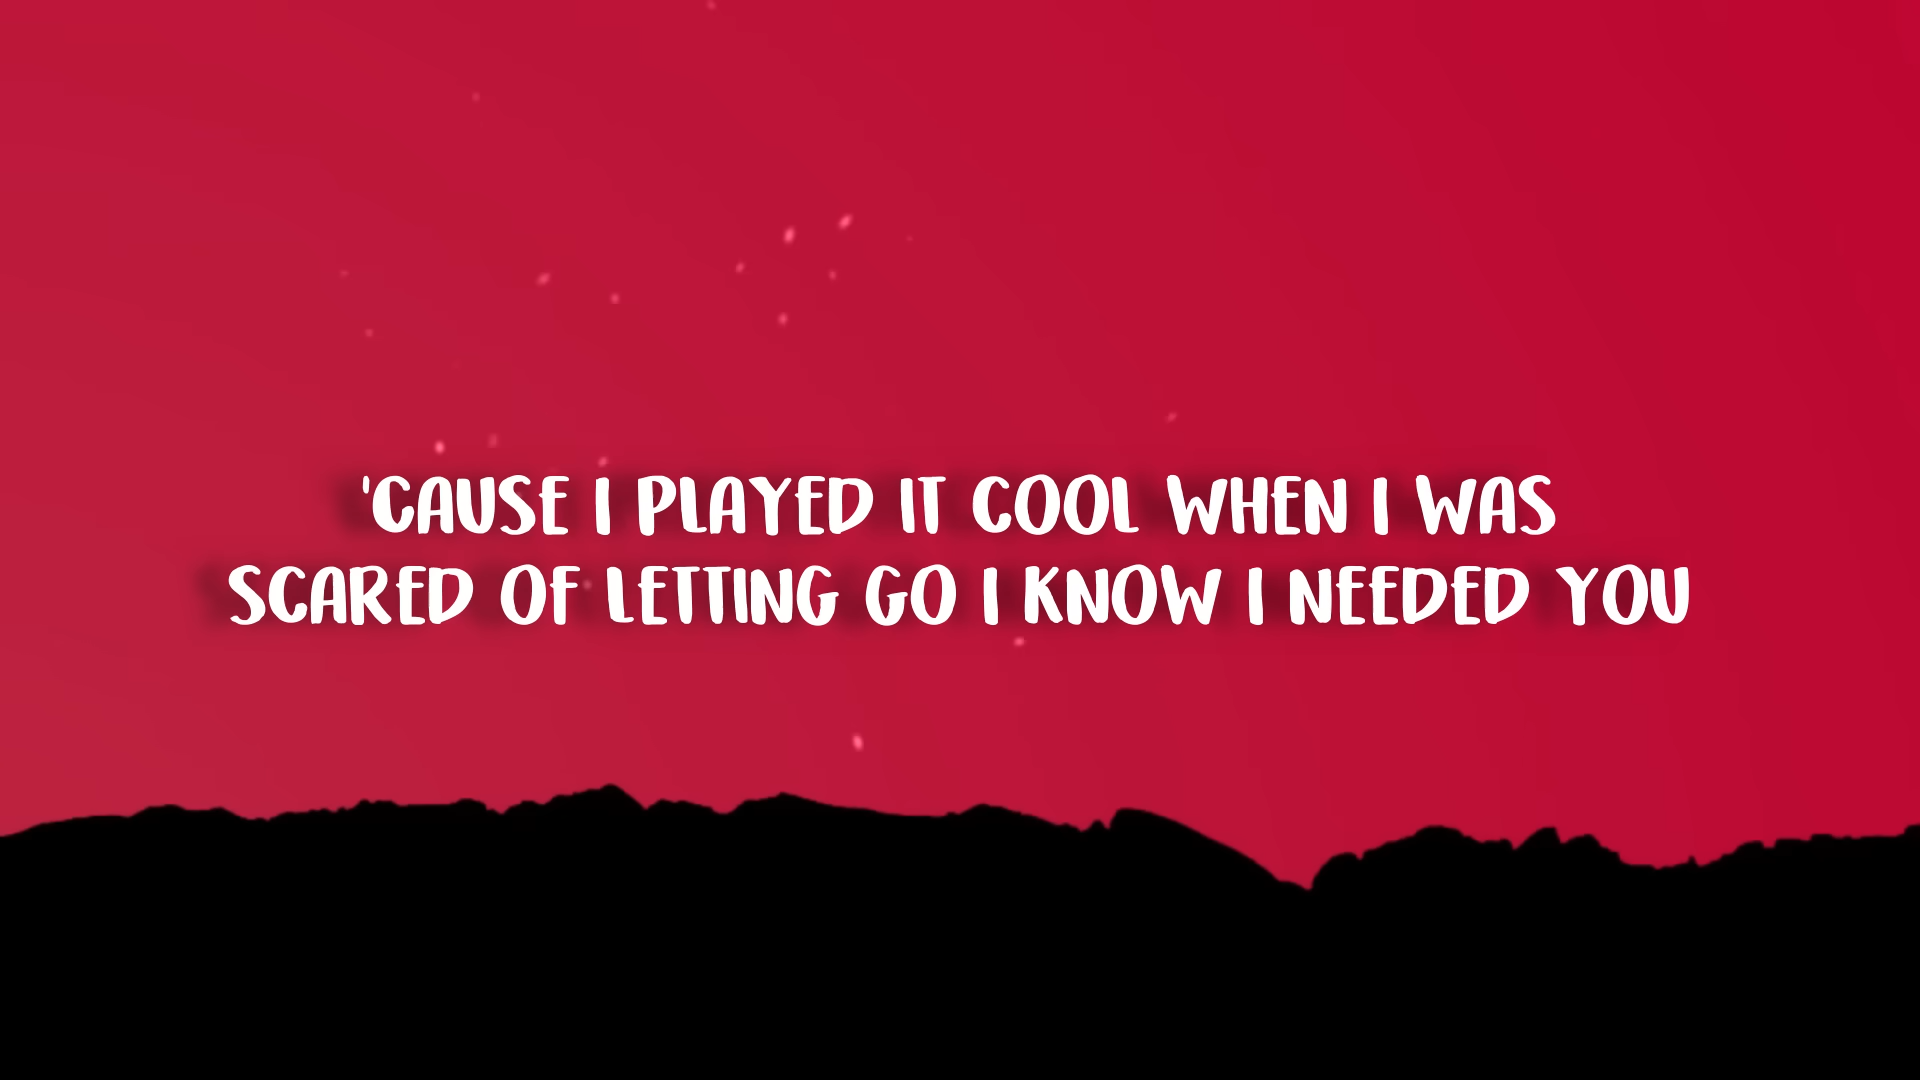 'CAUSE I PLAYED IT COOL WHEN I WAS
SCARED OF LETTING GO I KNOW I NEEDED YOU